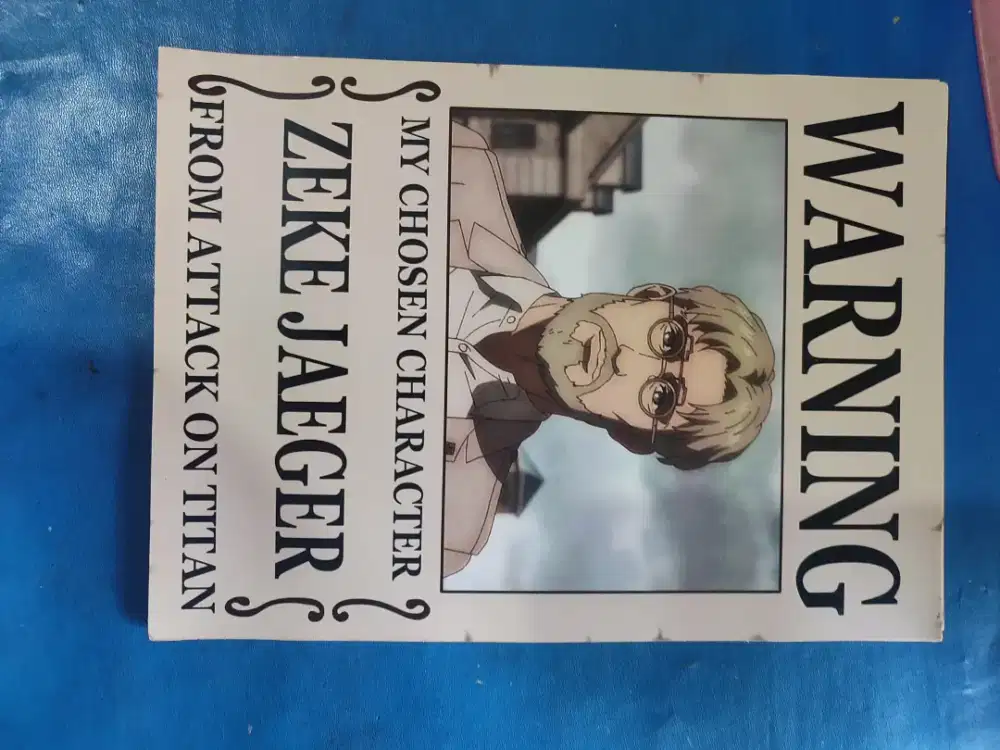 WARNING
MY CHOSEN CHARACTER
ZEKE JAEGER
FROM ATTACK ON TITAN